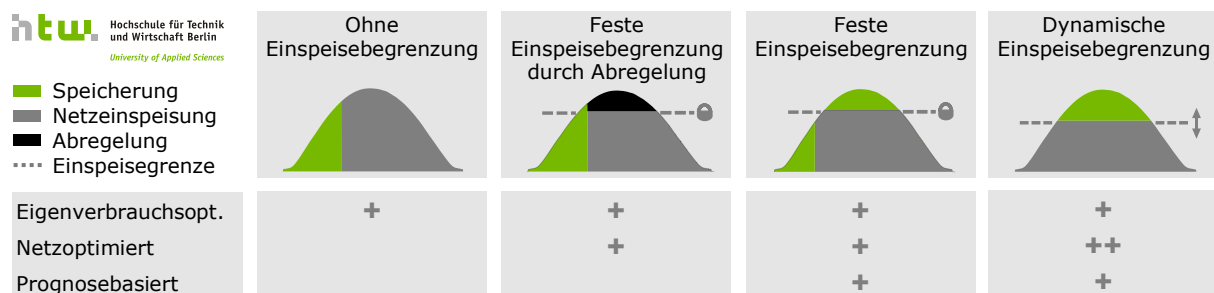 htw.
Hochschule für Technik
und Wirtschaft Berlin
University of Applied Sciences
Speicherung
Netzeinspeisung
Abregelung
Einspeisegrenze
Ohne
Einspeisebegrenzung
Feste
Einspeisebegrenzung
durch Abregelung
Feste
Einspeisebegrenzung
Dynamische
Einspeisebegrenzung
Eigenverbrauchsopt. + + + +
Netzoptimiert + + ++
Prognosebasiert + +